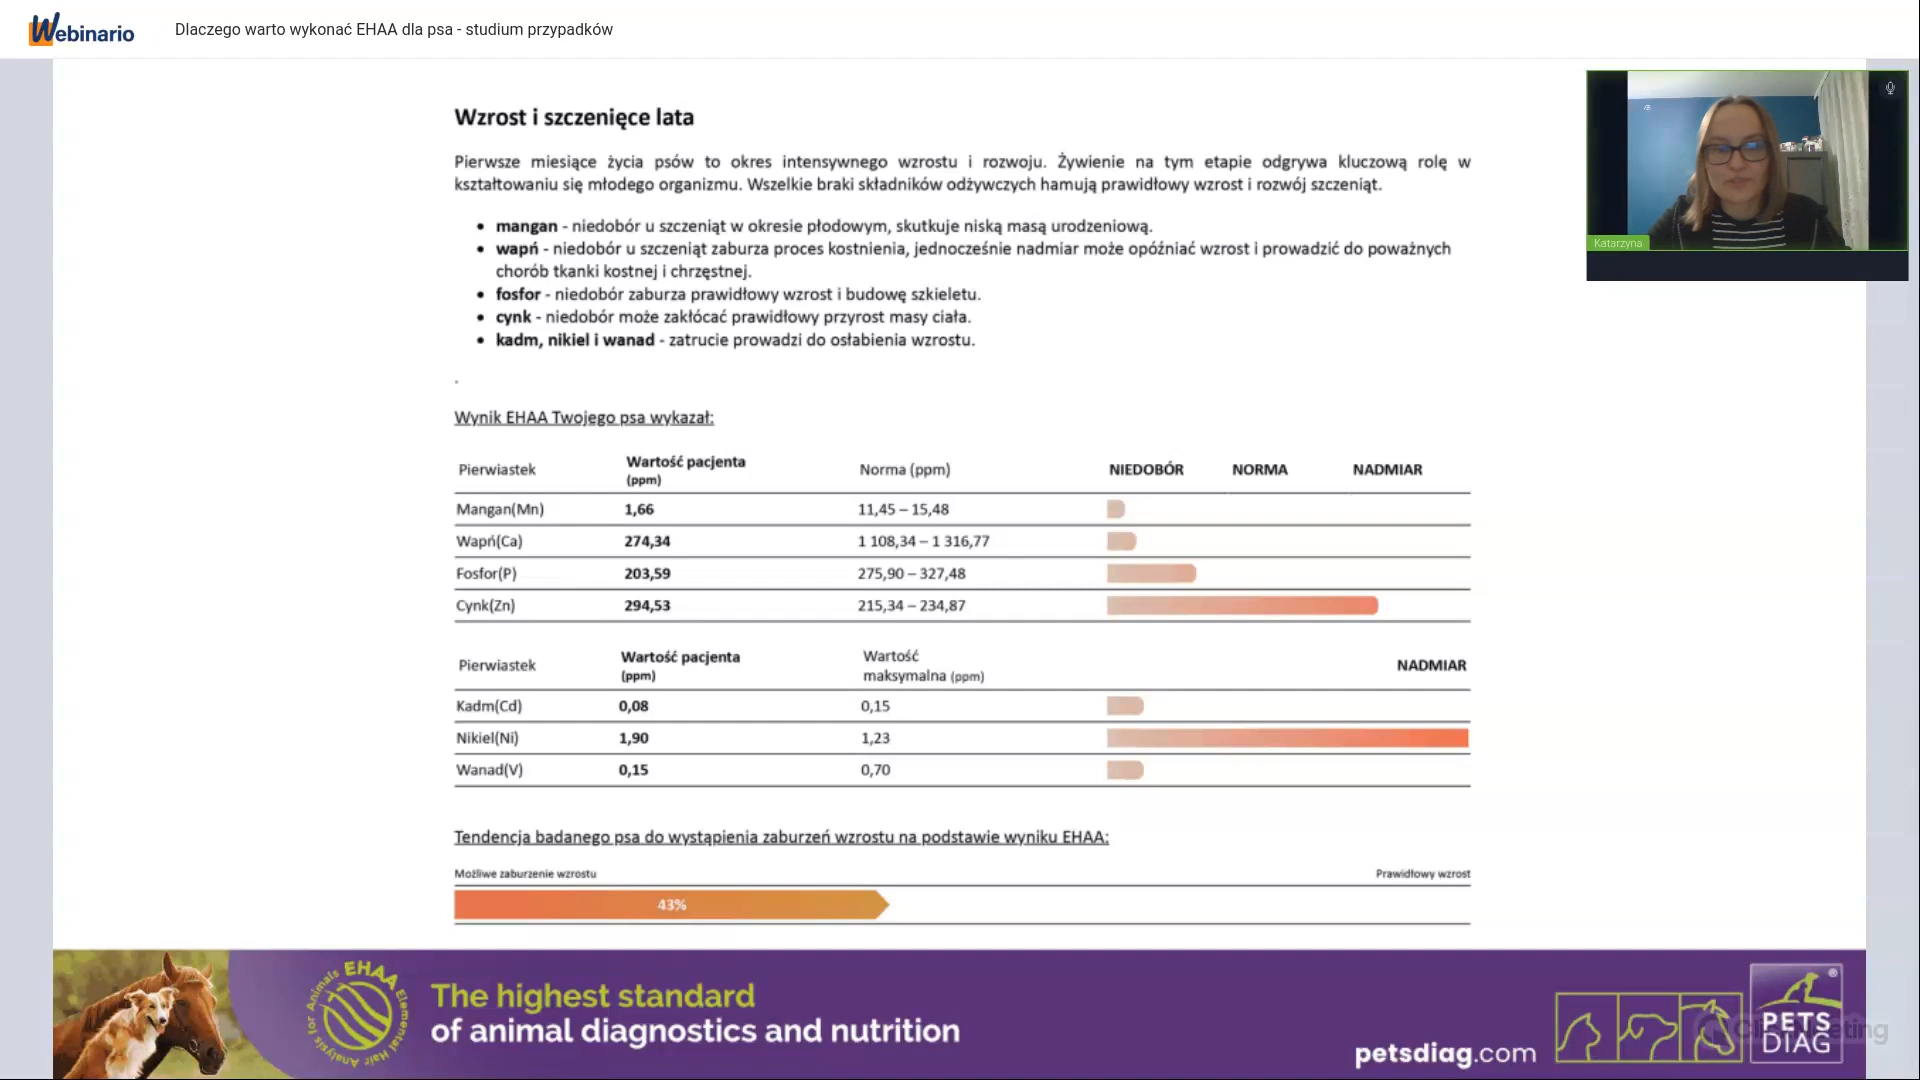 Webinario
Dlaczego warto wykonać EHAA dla psa - studium przypadków
Katarzyna
Wzrost i szczenięce lata
Pierwsze miesiące życia psów to okres intensywnego wzrostu i rozwoju. Żywienie na tym etapie odgrywa kluczową rolę w
kształtowaniu się młodego organizmu. Wszelkie braki składników odżywczych hamują prawidłowy wzrost i rozwój szczeniąt.
• mangan - niedobór u szczeniąt w okresie płodowym, skutkuje niską masą urodzeniową.
• wapń - niedobór u szczeniąt zaburza proces kostnienia, jednocześnie nadmiar może opóźniać wzrost i prowadzić do poważnych
chorób tkanki kostnej i chrzęstnej.
• fosfor - niedobór zaburza prawidłowy wzrost i budowę szkieletu.
• cynk - niedobór może zakłócać prawidłowy przyrost masy ciała.
• kadm, nikiel i wanad - zatrucie prowadzi do osłabienia wzrostu.
.
Wynik EHAA Twojego psa wykazał:
Pierwiastek Wartość pacjenta (ppm) Norma (ppm) NIEDOBÓR NORMA NADMIAR
Mangan(Mn) 1,66 11,45 – 15,48
Wapń(Ca) 274,34 1 108,34 – 1 316,77
Fosfor(P) 203,59 275,90 – 327,48
Cynk(Zn) 294,53 215,34 – 234,87
Pierwiastek Wartość pacjenta (ppm) Wartość maksymalna (ppm) NADMIAR
Kadm(Cd) 0,08 0,15
Nikiel(Ni) 1,90 1,23
Wanad(V) 0,15 0,70
Tendencja badanego psa do wystąpienia zaburzeń wzrostu na podstawie wyniku EHAA:
Możliwe zaburzenie wzrostu Prawidłowy wzrost
43%
EHAA Elemental Hair Analysis for Animals
The highest standard
of animal diagnostics and nutrition
petsdiag.com
PETS
DIAG
®
ClickMeeting